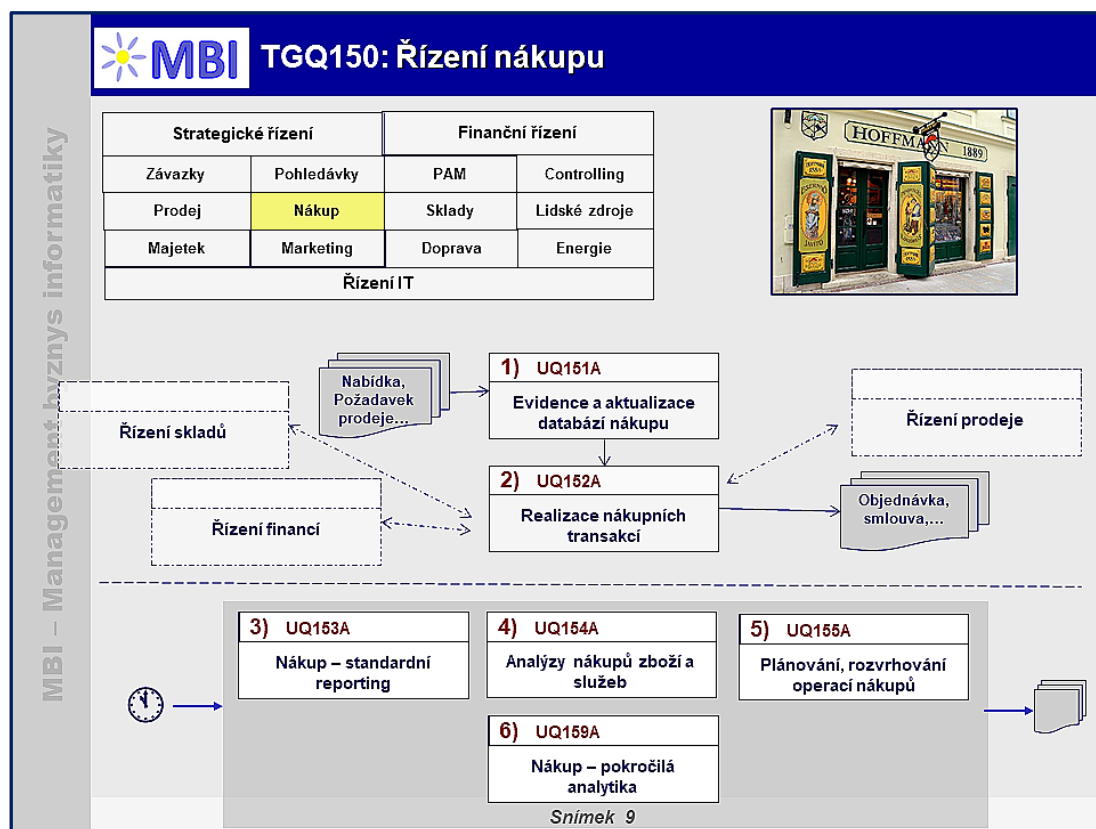 MBI
TGQ150: Řízení nákupu
MBI – Management byznys informatiky
Strategické řízení
Finanční řízení
Závazky
Pohledávky
PAM
Controlling
Prodej
Nákup
Sklady
Lidské zdroje
Majetek
Marketing
Doprava
Energie
Řízení IT
HOFFMANN 1889
Nabídka,
Požadavek
prodeje...
1) UQ151A
Evidence a aktualizace
databází nákupu
Řízení skladů
Řízení prodeje
2) UQ152A
Realizace nákupních
transakcí
Řízení financí
Objednávka,
smlouva,...
3) UQ153A
Nákup – standardní
reporting
4) UQ154A
Analýzy nákupů zboží a
služeb
5) UQ155A
Plánování, rozvrhování
operací nákupů
6) UQ159A
Nákup – pokročilá
analytika
Snímek 9